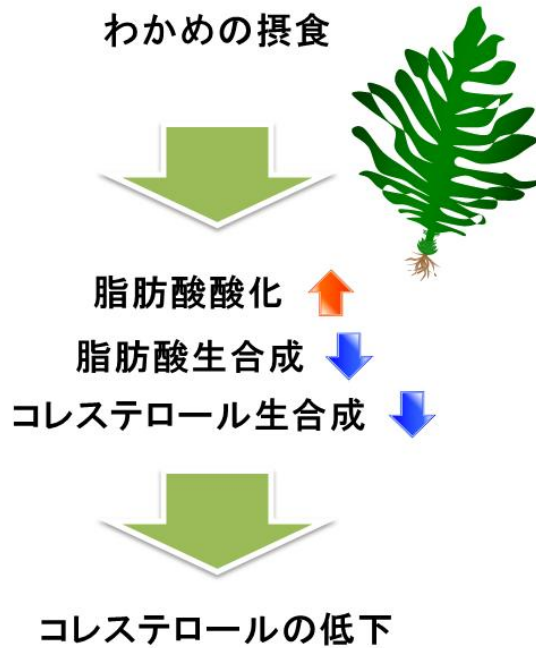 わかめの摂食
脂肪酸酸化
脂肪酸生合成
コレステロール生合成
コレステロールの低下